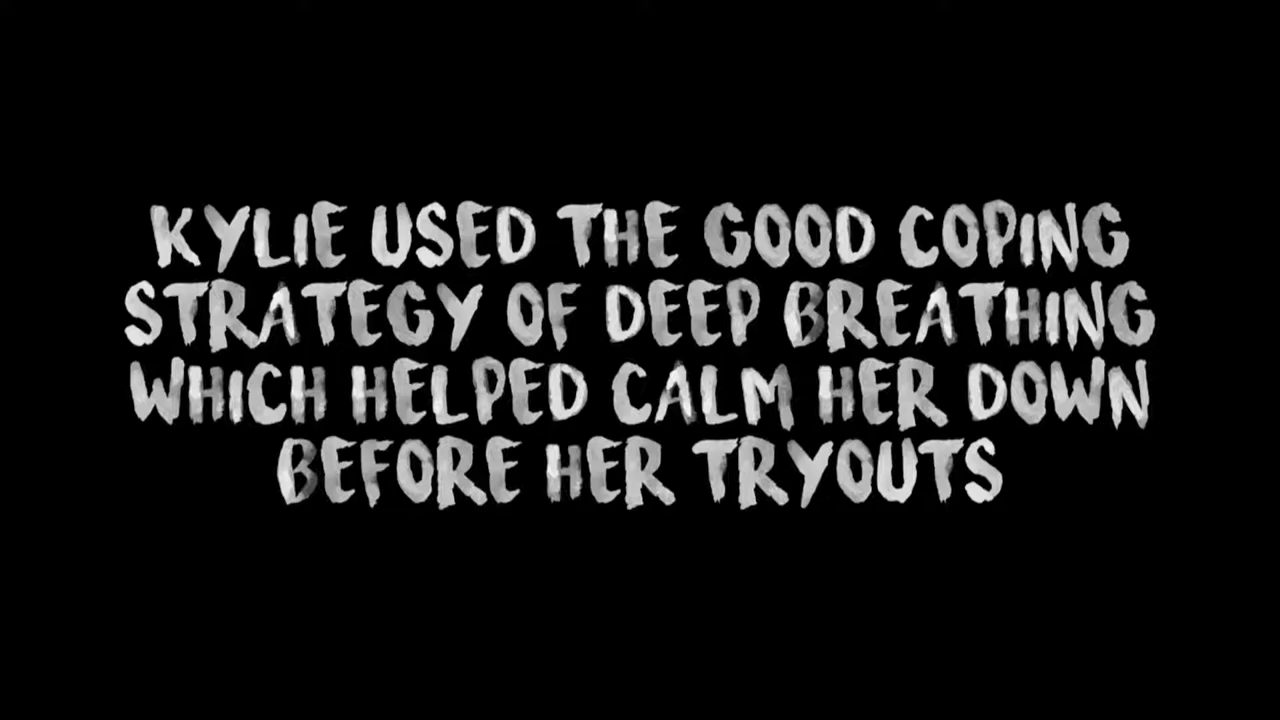 KYLIE USED THE GOOD COPING
STRATEGY OF DEEP BREATHING
WHICH HELPED CALM HER DOWN
BEFORE HER TRYOUTS